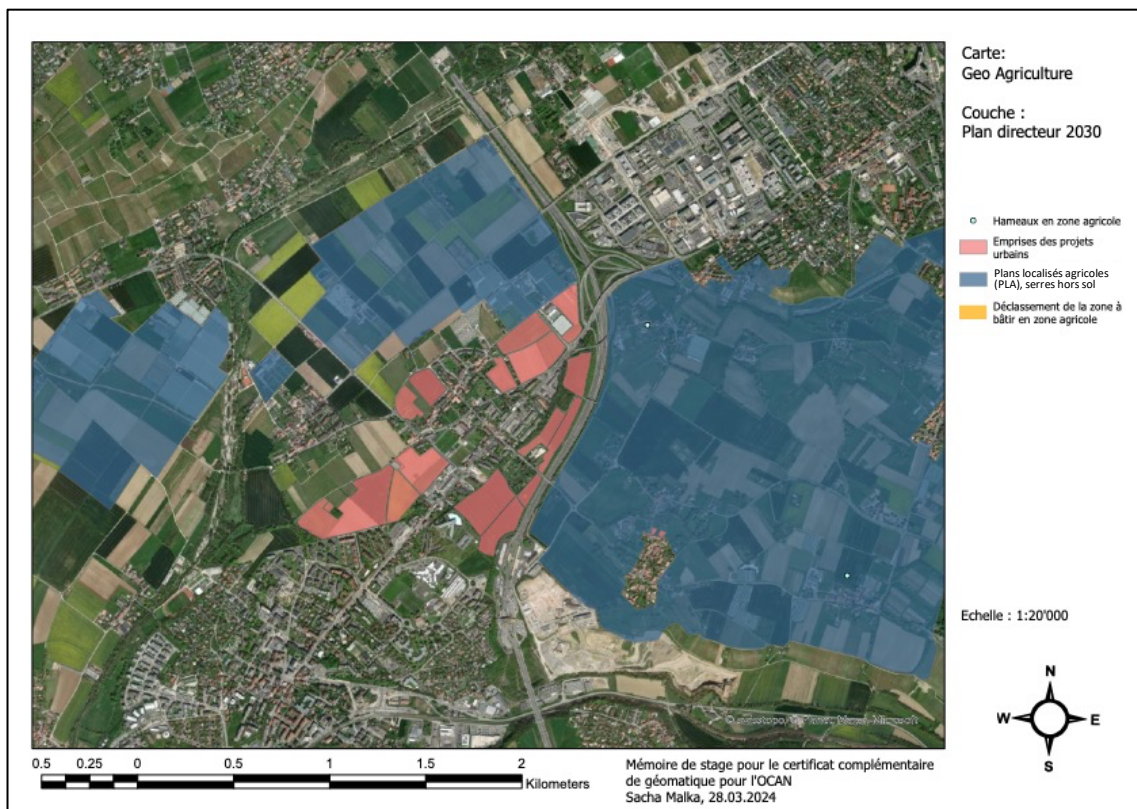 Carte:
Geo Agriculture
Couche :
Plan directeur 2030
Hameaux en zone agricole
Emprises des projets
urbains
Plans localisés agricoles
(PLA), serres hors sol
Déclassement de la zone à
bâtir en zone agricole
Echelle : 1:20'000
N
W
E
S
Microsoft
0.5 0.25 0 0.5 1 1.5 2
Kilometers
Mémoire de stage pour le certificat complémentaire
de géomatique pour l'OCAN
Sacha Malka, 28.03.2024